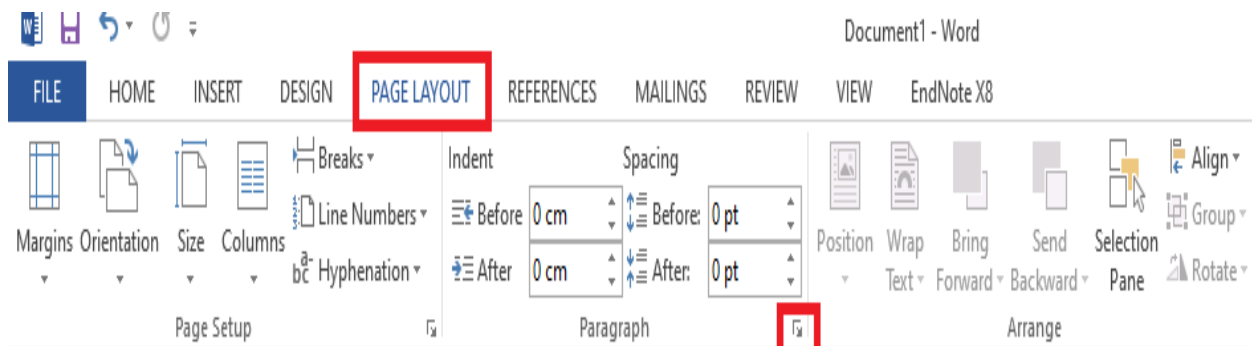 Document1 - Word
FILE HOME INSERT DESIGN PAGE LAYOUT REFERENCES MAILINGS REVIEW VIEW EndNote X8
Breaks Indent Spacing Align
Line Numbers Before 0 cm Before: 0 pt Group
Margins Orientation Size Columns Position Wrap Text Bring Forward Send Backward Selection Pane
bc a- Hyphenation After 0 cm After: 0 pt Rotate
Page Setup Paragraph Arrange